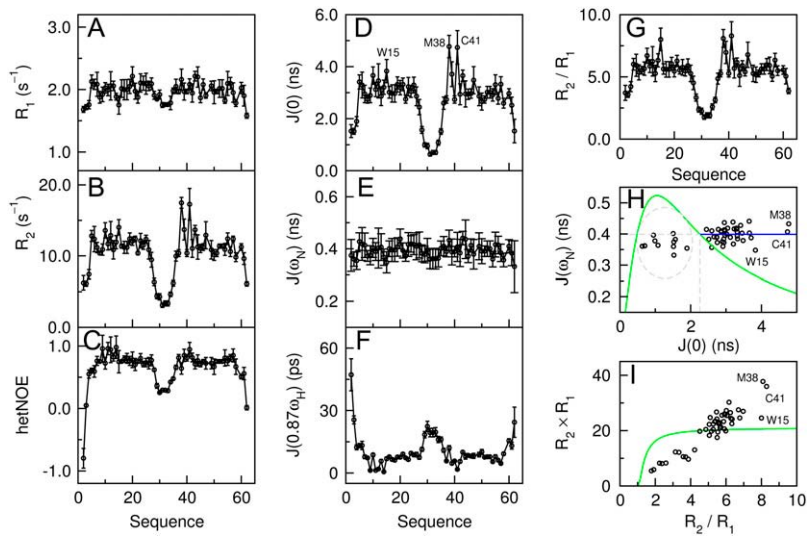 A
R₁ (s⁻¹)
3.0
2.0
1.0
B
R₂ (s⁻¹)
20.0
10.0
0.0
C
hetNOE
1.0
0.0
-1.0
0 20 40 60
Sequence
D
J(0) (ns)
6.0
4.0
2.0
0.0
W15
M38
C41
E
J(ω_N) (ns)
0.6
0.4
0.2
F
J(0.87ω_H) (ps)
60
30
0
0 20 40 60
Sequence
G
R₂ / R₁
10.0
5.0
0.0
0 20 40 60
Sequence
H
J(ω_N) (ns)
0.5
0.4
0.3
0.2
M38
C41
W15
0 2 4
J(0) (ns)
I
R₂ × R₁
40
20
0
M38
C41
W15
0 2 4 6 8 10
R₂ / R₁